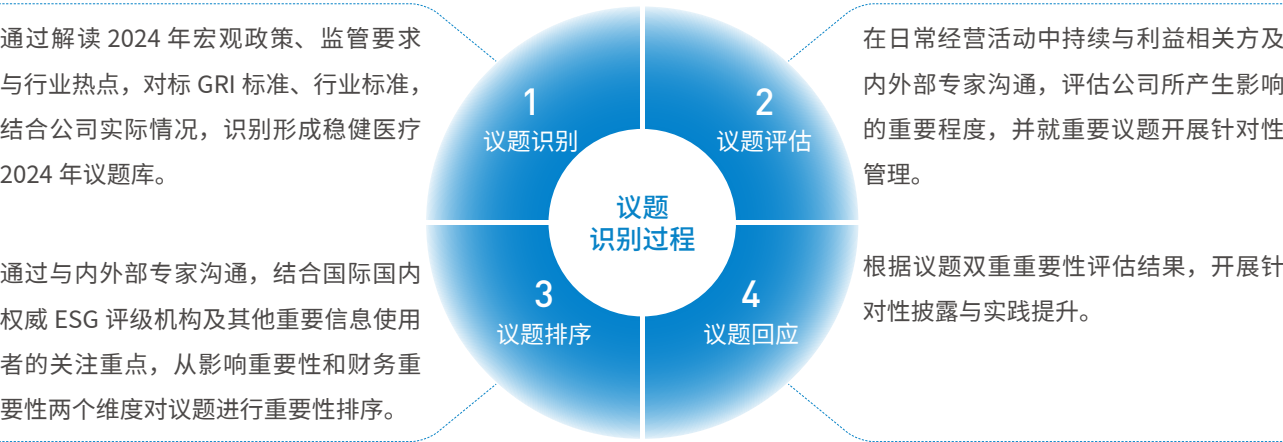 通过解读 2024 年宏观政策、监管要求
与行业热点，对标 GRI 标准、行业标准，
结合公司实际情况，识别形成稳健医疗
2024 年议题库。
1
议题识别
2
议题评估
在日常经营活动中持续与利益相关方及
内外部专家沟通，评估公司所产生影响
的重要程度，并就重要议题开展针对性
管理。
议题
识别过程
通过与内外部专家沟通，结合国际国内
权威 ESG 评级机构及其他重要信息使用
者的关注重点，从影响重要性和财务重
要性两个维度对议题进行重要性排序。
3
议题排序
4
议题回应
根据议题双重重要性评估结果，开展针
对性披露与实践提升。